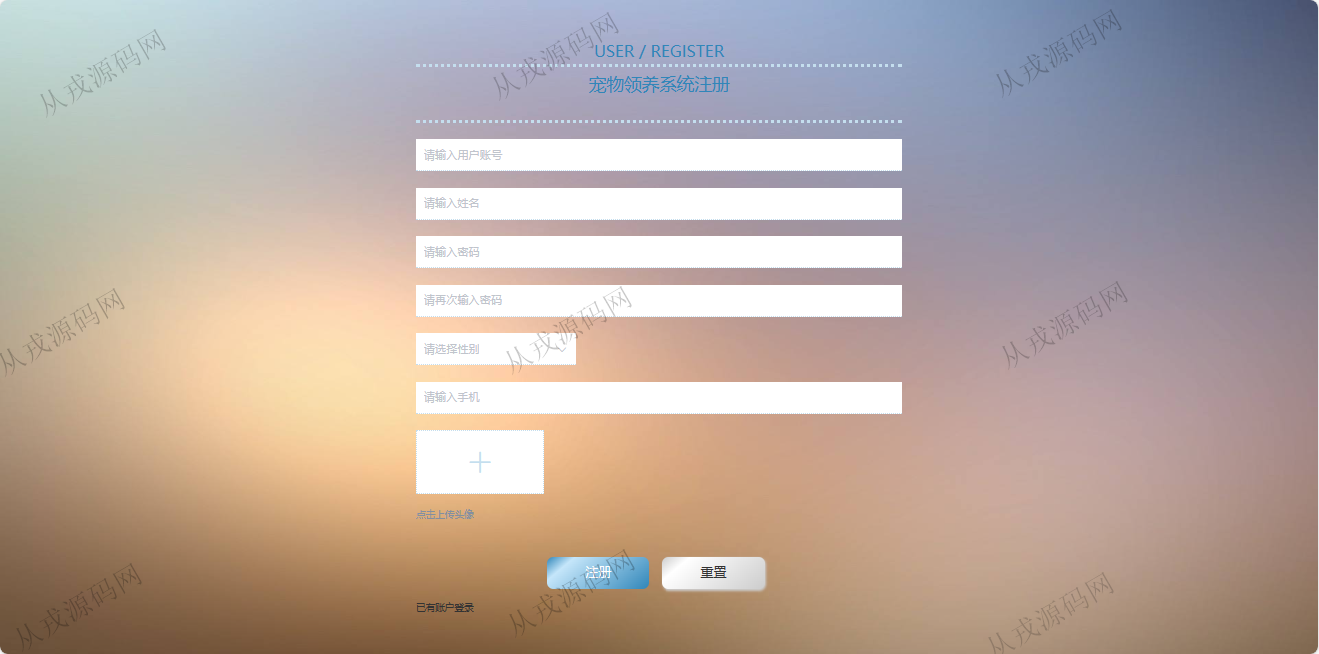 从戎源码网
从戎源码网
从戎源码网
USER / REGISTER
宠物领养系统注册
请输入用户账号
请输入姓名
请输入密码
请再次输入密码
从戎源码网
从戎源码网
从戎源码网
请选择性别
请输入手机
点击上传头像
注册
重置
从戎源码网
从戎源码网
从戎源码网
已有账户登录